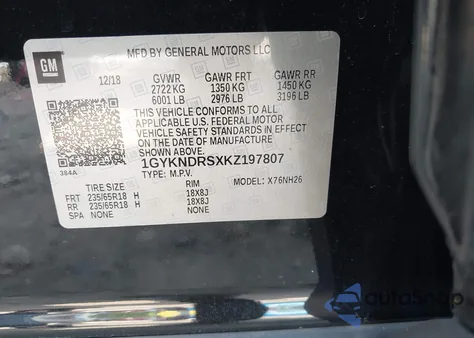 GM
MFD BY GENERAL MOTORS LLC
12/18 GVWR GAWR FRT GAWR RR
2722 KG 1350 KG 1450 KG
6001 LB 2976 LB 3196 LB
THIS VEHICLE CONFORMS TO ALL APPLICABLE
U.S. FEDERAL MOTOR
VEHICLE SAFETY STANDARDS IN EFFECT ON THE
DATE OF MANUFACTURE SHOWN ABOVE.
1GYKNDRSXKZ197807
384A TYPE: M.P.V. MODEL: X76NH26
TIRE SIZE RIM
FRT 235/65R18 H 18X8J
RR 235/65R18 H 18X8J
SPA NONE NONE
autoSnap